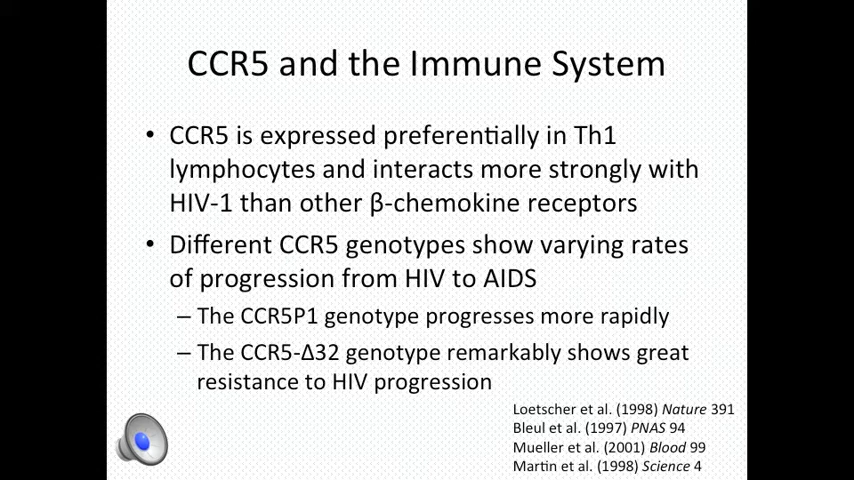 CCR5 and the Immune System
• CCR5 is expressed preferentially in Th1
lymphocytes and interacts more strongly with
HIV-1 than other β-chemokine receptors
• Different CCR5 genotypes show varying rates
of progression from HIV to AIDS
– The CCR5P1 genotype progresses more rapidly
– The CCR5-Δ32 genotype remarkably shows great
resistance to HIV progression
Loetscher et al. (1998) Nature 391
Bleul et al. (1997) PNAS 94
Mueller et al. (2001) Blood 99
Martin et al. (1998) Science 4